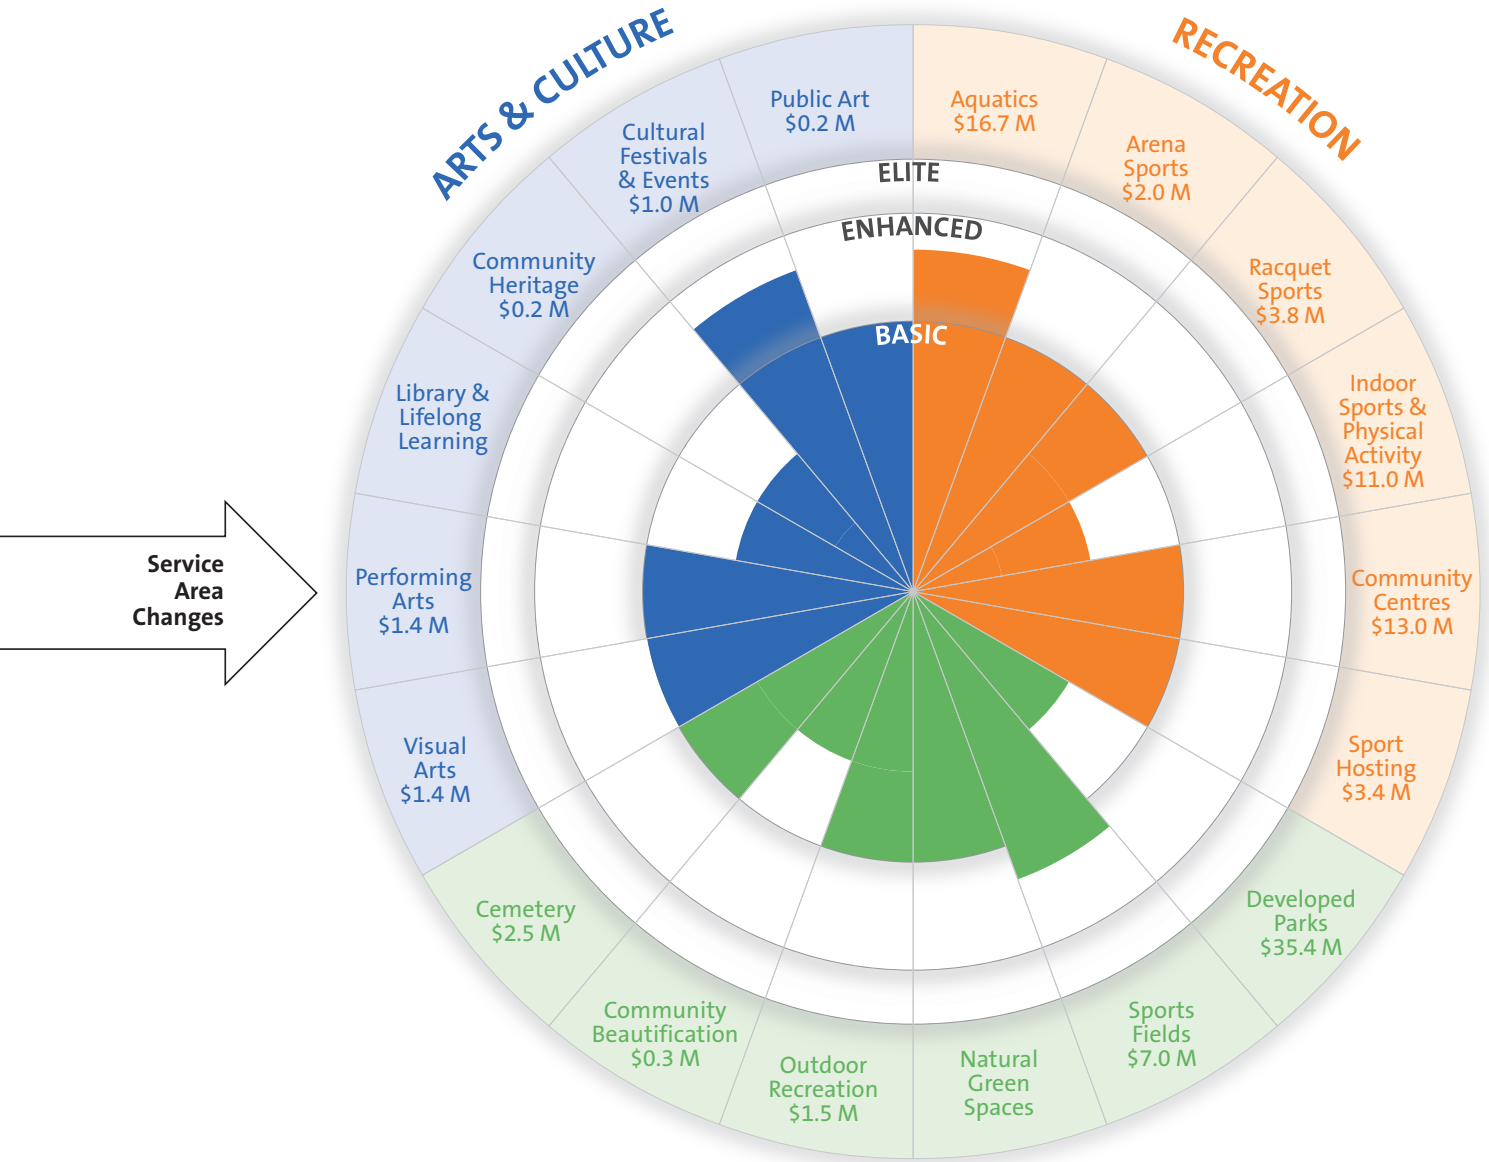 ARTS & CULTURE
RECREATION
Public Art
$0.2 M
Aquatics
$16.7 M
Arena
Sports
$2.0 M
Racquet
Sports
$3.8 M
Indoor
Sports &
Physical
Activity
$11.0 M
Community
Centres
$13.0 M
Sport
Hosting
$3.4 M
Developed
Parks
$35.4 M
Sports
Fields
$7.0 M
Natural
Green
Spaces
Outdoor
Recreation
$1.5 M
Community
Beautification
$0.3 M
Cemetery
$2.5 M
Visual
Arts
$1.4 M
Performing
Arts
$1.4 M
Library &
Lifelong
Learning
Community
Heritage
$0.2 M
Cultural
Festivals
& Events
$1.0 M
ELITE
ENHANCED
BASIC
Service
Area
Changes